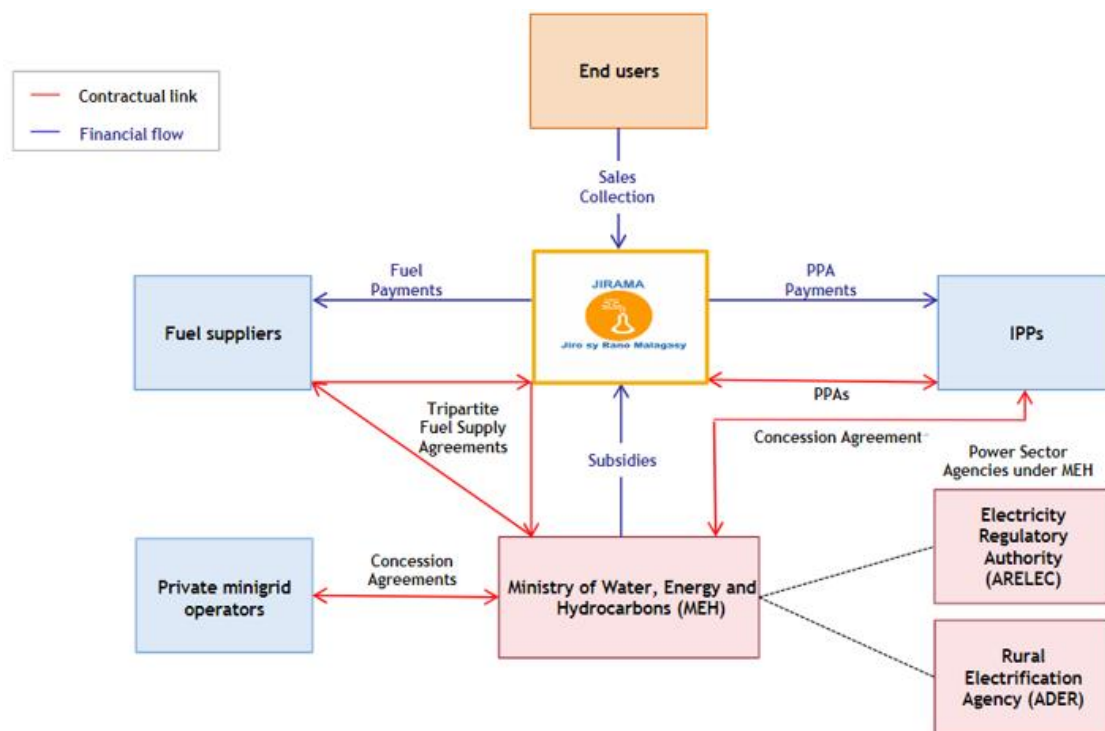 End users
Contractual link
Financial flow
Sales
Collection
Fuel
Payments
JIRAMA
Jiro sy Rano Malagasy
PPA
Payments
Fuel suppliers
IPPs
Tripartite
Fuel Supply
Agreements
PPAs
Concession Agreement
Subsidies
Power Sector
Agencies under MEH
Concession
Agreements
Private minigrid
operators
Ministry of Water, Energy and
Hydrocarbons (MEH)
Electricity
Regulatory
Authority
(ARELEC)
Rural
Electrification
Agency (ADER)